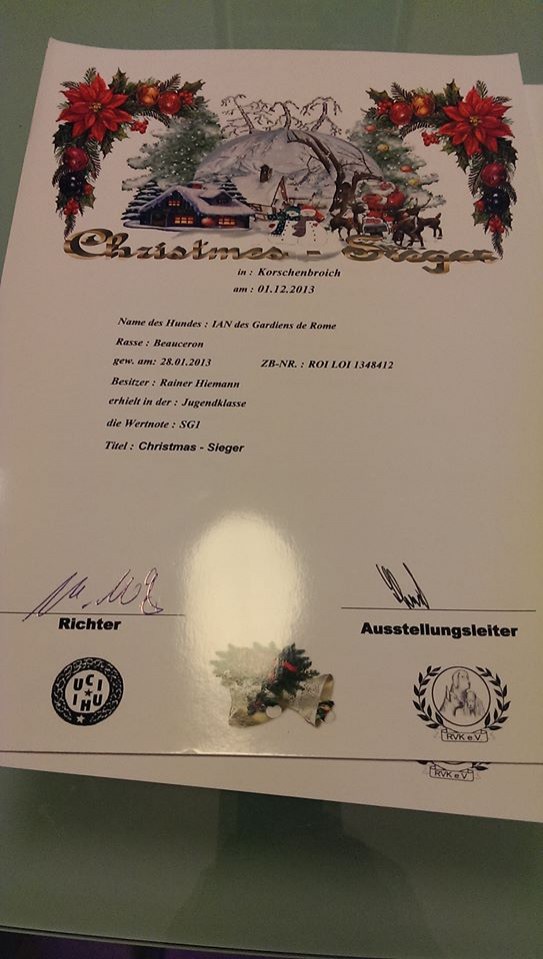 Christmas - Sieger
in : Korschenbroich
am : 01.12.2013
Name des Hundes : IAN des Gardiens de Rome
Rasse : Beauceron
gew. am: 28.01.2013 ZB-NR. : ROI LOI 1348412
Besitzer : Rainer Hiemann
erhielt in der : Jugendklasse
die Wertnote : SG1
Titel : Christmas - Sieger
Richter
Ausstellungsleiter
UCI
IHU
RVK e.V.
RVK e.V.